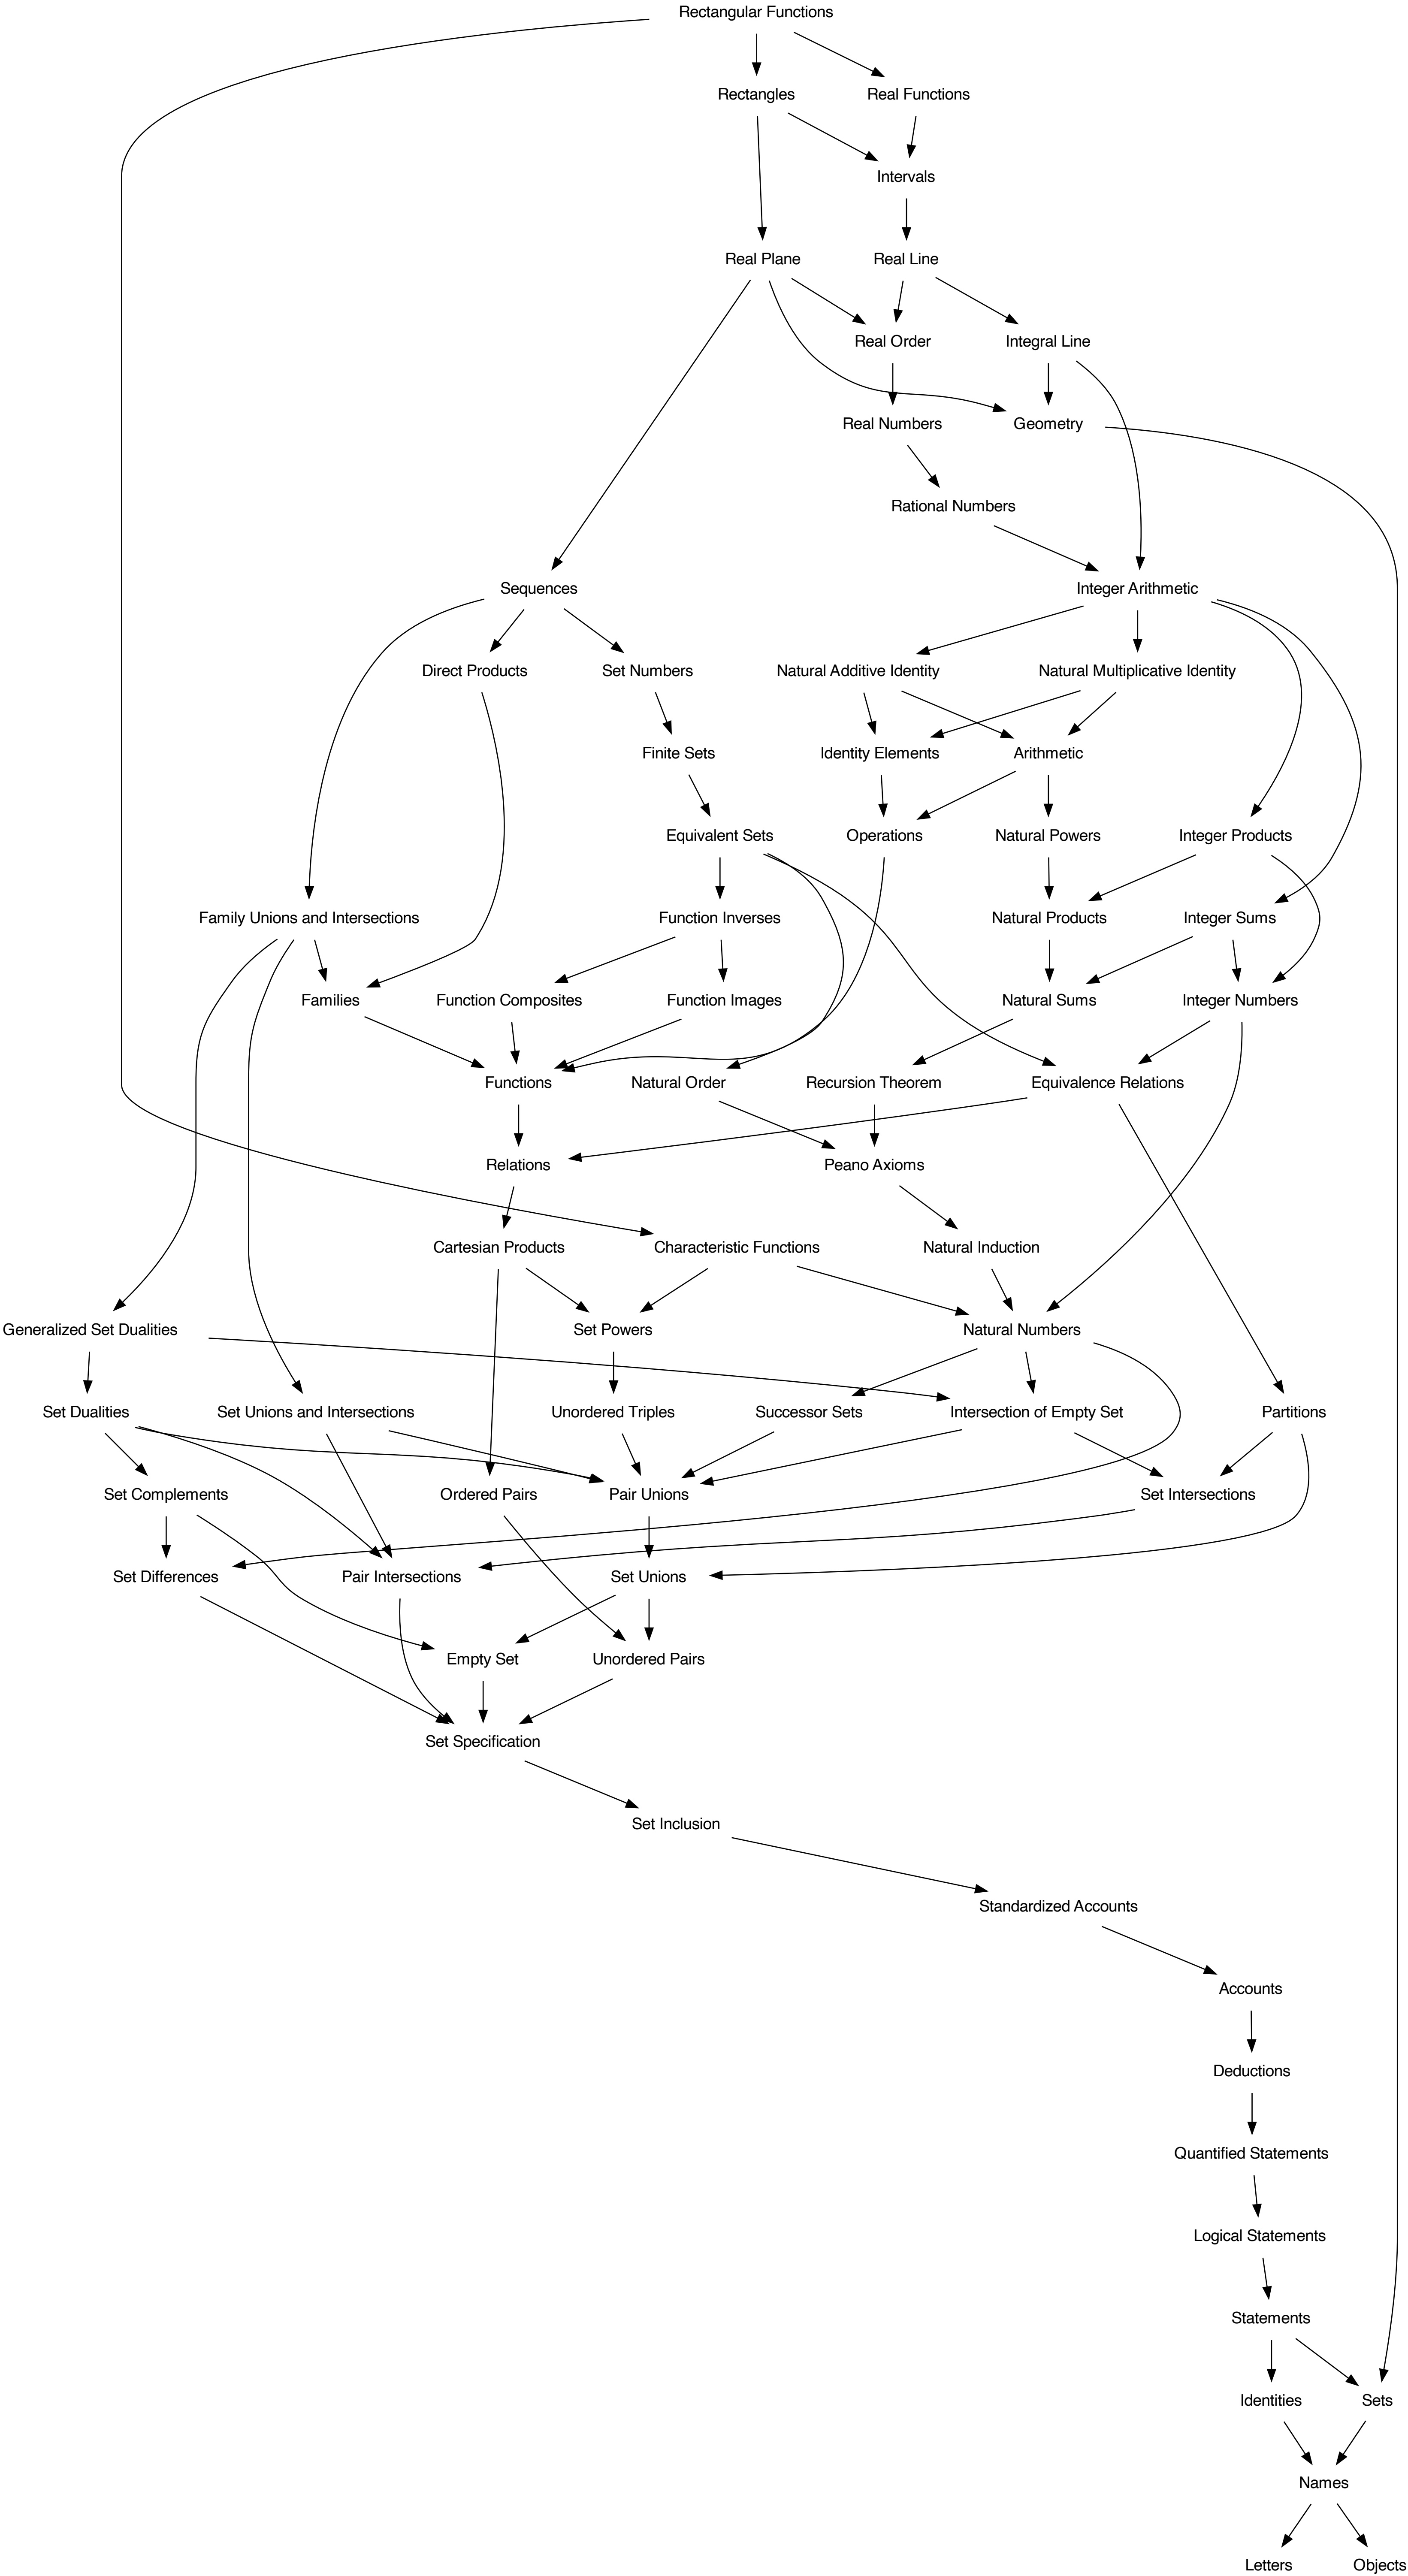 Rectangular Functions
Rectangles
Real Functions
Intervals
Real Plane
Real Line
Real Order
Integral Line
Real Numbers
Geometry
Rational Numbers
Sequences
Integer Arithmetic
Direct Products
Set Numbers
Natural Additive Identity
Natural Multiplicative Identity
Finite Sets
Identity Elements
Arithmetic
Equivalent Sets
Operations
Natural Powers
Integer Products
Family Unions and Intersections
Function Inverses
Natural Products
Integer Sums
Families
Function Composites
Function Images
Natural Sums
Integer Numbers
Functions
Natural Order
Recursion Theorem
Equivalence Relations
Relations
Peano Axioms
Cartesian Products
Characteristic Functions
Natural Induction
Generalized Set Dualities
Set Powers
Natural Numbers
Set Dualities
Set Unions and Intersections
Unordered Triples
Successor Sets
Intersection of Empty Set
Partitions
Set Complements
Ordered Pairs
Pair Unions
Set Intersections
Set Differences
Pair Intersections
Set Unions
Empty Set
Unordered Pairs
Set Specification
Set Inclusion
Standardized Accounts
Accounts
Deductions
Quantified Statements
Logical Statements
Statements
Identities
Sets
Names
Letters
Objects